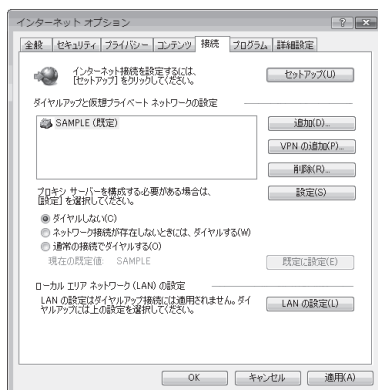 インターネット オプション
全般 セキュリティ プライバシー コンテンツ 接続 プログラム 詳細設定
インターネット接続を設定するには、
[セットアップ] をクリックしてください。
セットアップ(U)
ダイヤルアップと仮想プライベート ネットワークの設定
SAMPLE (既定)
追加(D)...
VPN の追加(P)...
削除(R)...
プロキシ サーバーを構成する必要がある場合は、
[設定] を選択してください。
設定(S)
ダイヤルしない(C)
ネットワーク接続が存在しないときには、ダイヤルする(W)
通常の接続でダイヤルする(O)
現在の既定値: SAMPLE
既定に設定(E)
ローカル エリア ネットワーク (LAN) の設定
LAN の設定はダイヤルアップ接続には適用されません。ダイ
ヤルアップには上の設定を選択してください。
LAN の設定(L)
OK キャンセル 適用(A)